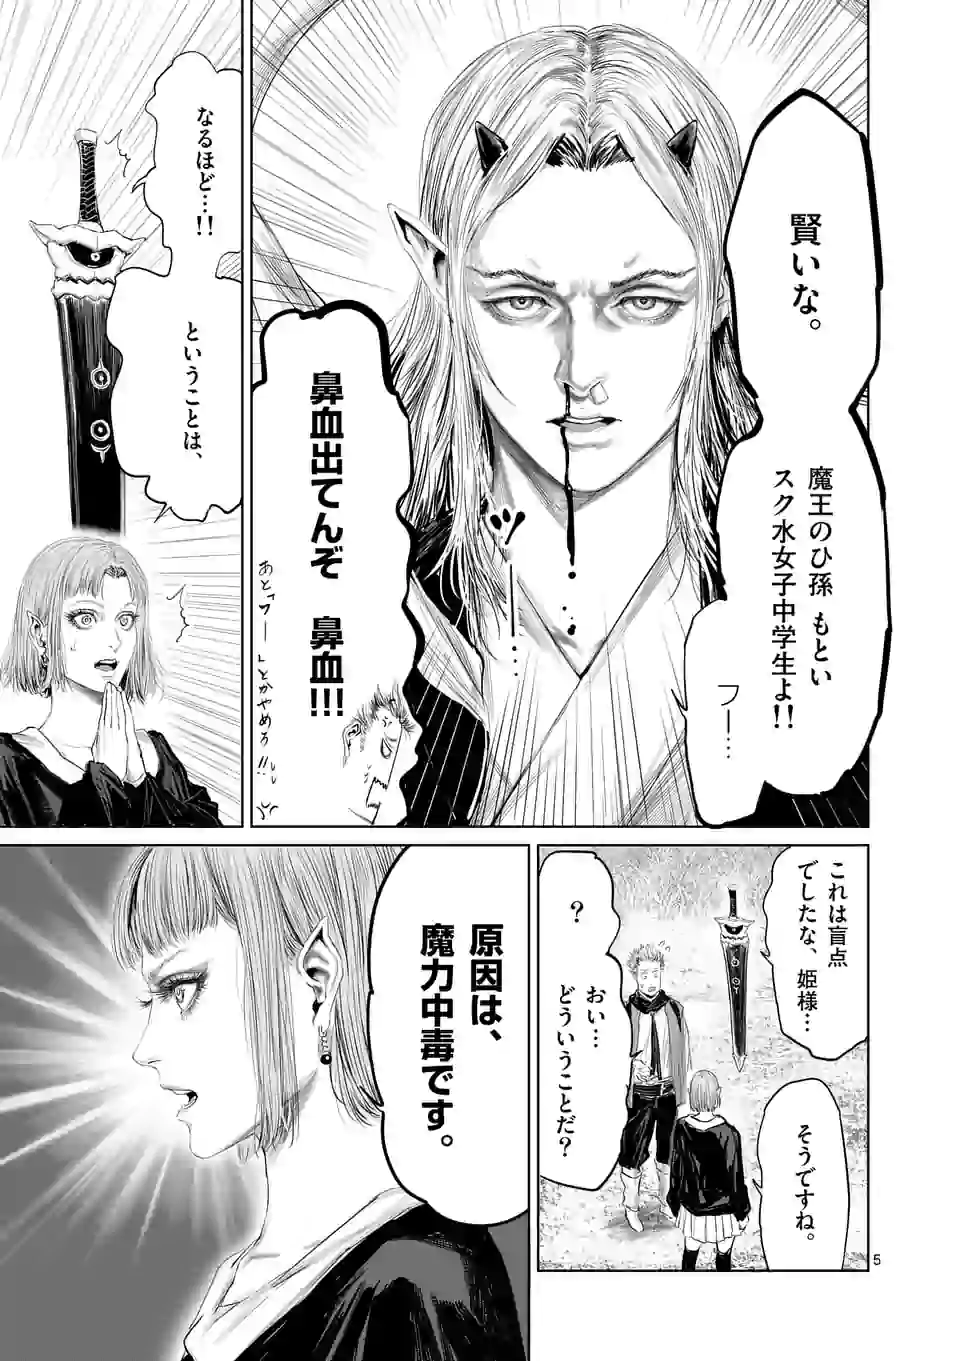 賢いな。
魔王のひ孫 もとい
スク水女子中学生よ!!
フー…
ツゥ…
鼻血出てんぞ 鼻血!!!
あとフーーしとかやめろ!!
なるほど…!!
ということは、
これは盲点
でしたな、姫様…
そうですね。
?
おい…
どういうことだ?
原因は、
魔力中毒です。
5